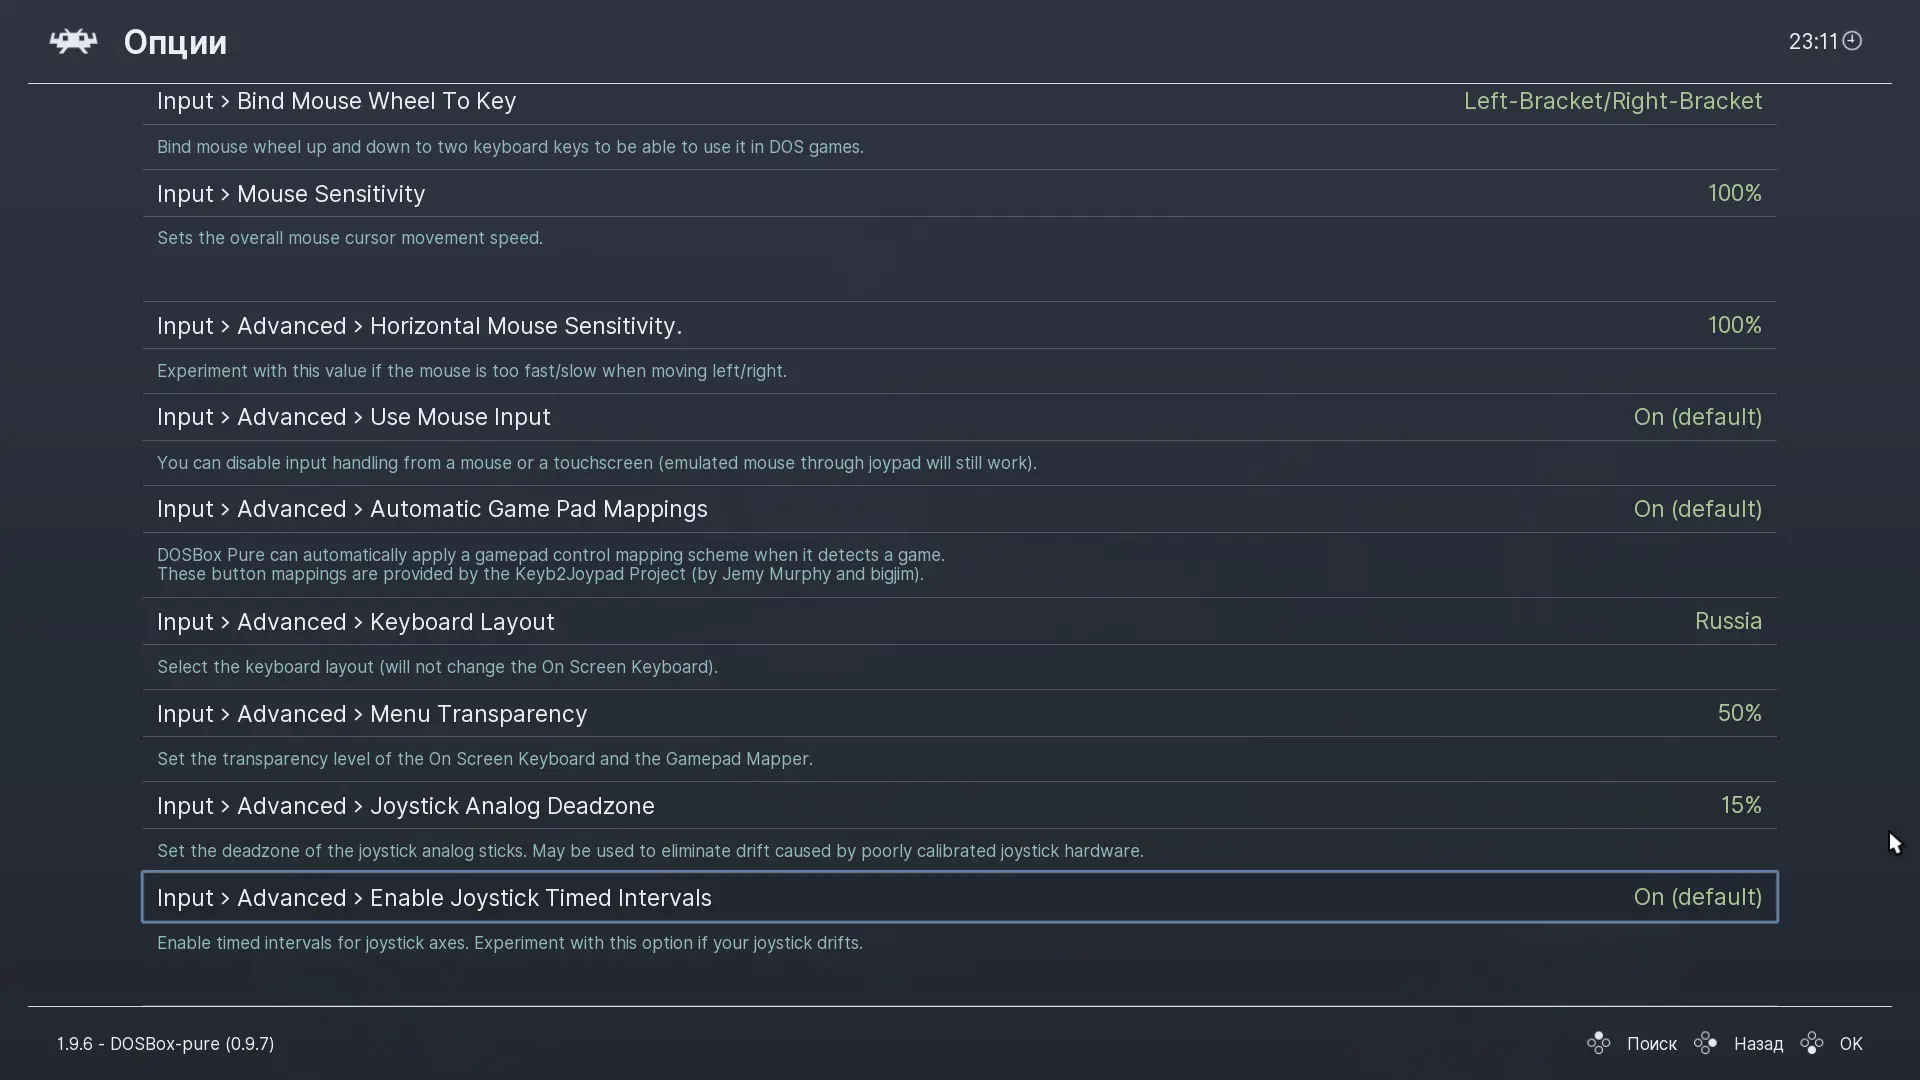 Опции
23:11
Input > Bind Mouse Wheel To Key
Left-Bracket/Right-Bracket
Bind mouse wheel up and down to two keyboard keys to be able to use it in DOS games.
Input > Mouse Sensitivity
100%
Sets the overall mouse cursor movement speed.
Input > Advanced > Horizontal Mouse Sensitivity.
100%
Experiment with this value if the mouse is too fast/slow when moving left/right.
Input > Advanced > Use Mouse Input
On (default)
You can disable input handling from a mouse or a touchscreen (emulated mouse through joypad will still work).
Input > Advanced > Automatic Game Pad Mappings
On (default)
DOSBox Pure can automatically apply a gamepad control mapping scheme when it detects a game.
These button mappings are provided by the Keyb2Joypad Project (by Jemy Murphy and bigjim).
Input > Advanced > Keyboard Layout
Russia
Select the keyboard layout (will not change the On Screen Keyboard).
Input > Advanced > Menu Transparency
50%
Set the transparency level of the On Screen Keyboard and the Gamepad Mapper.
Input > Advanced > Joystick Analog Deadzone
15%
Set the deadzone of the joystick analog sticks. May be used to eliminate drift caused by poorly calibrated joystick hardware.
Input > Advanced > Enable Joystick Timed Intervals
On (default)
Enable timed intervals for joystick axes. Experiment with this option if your joystick drifts.
1.9.6 - DOSBox-pure (0.9.7)
Поиск
Назад
OK